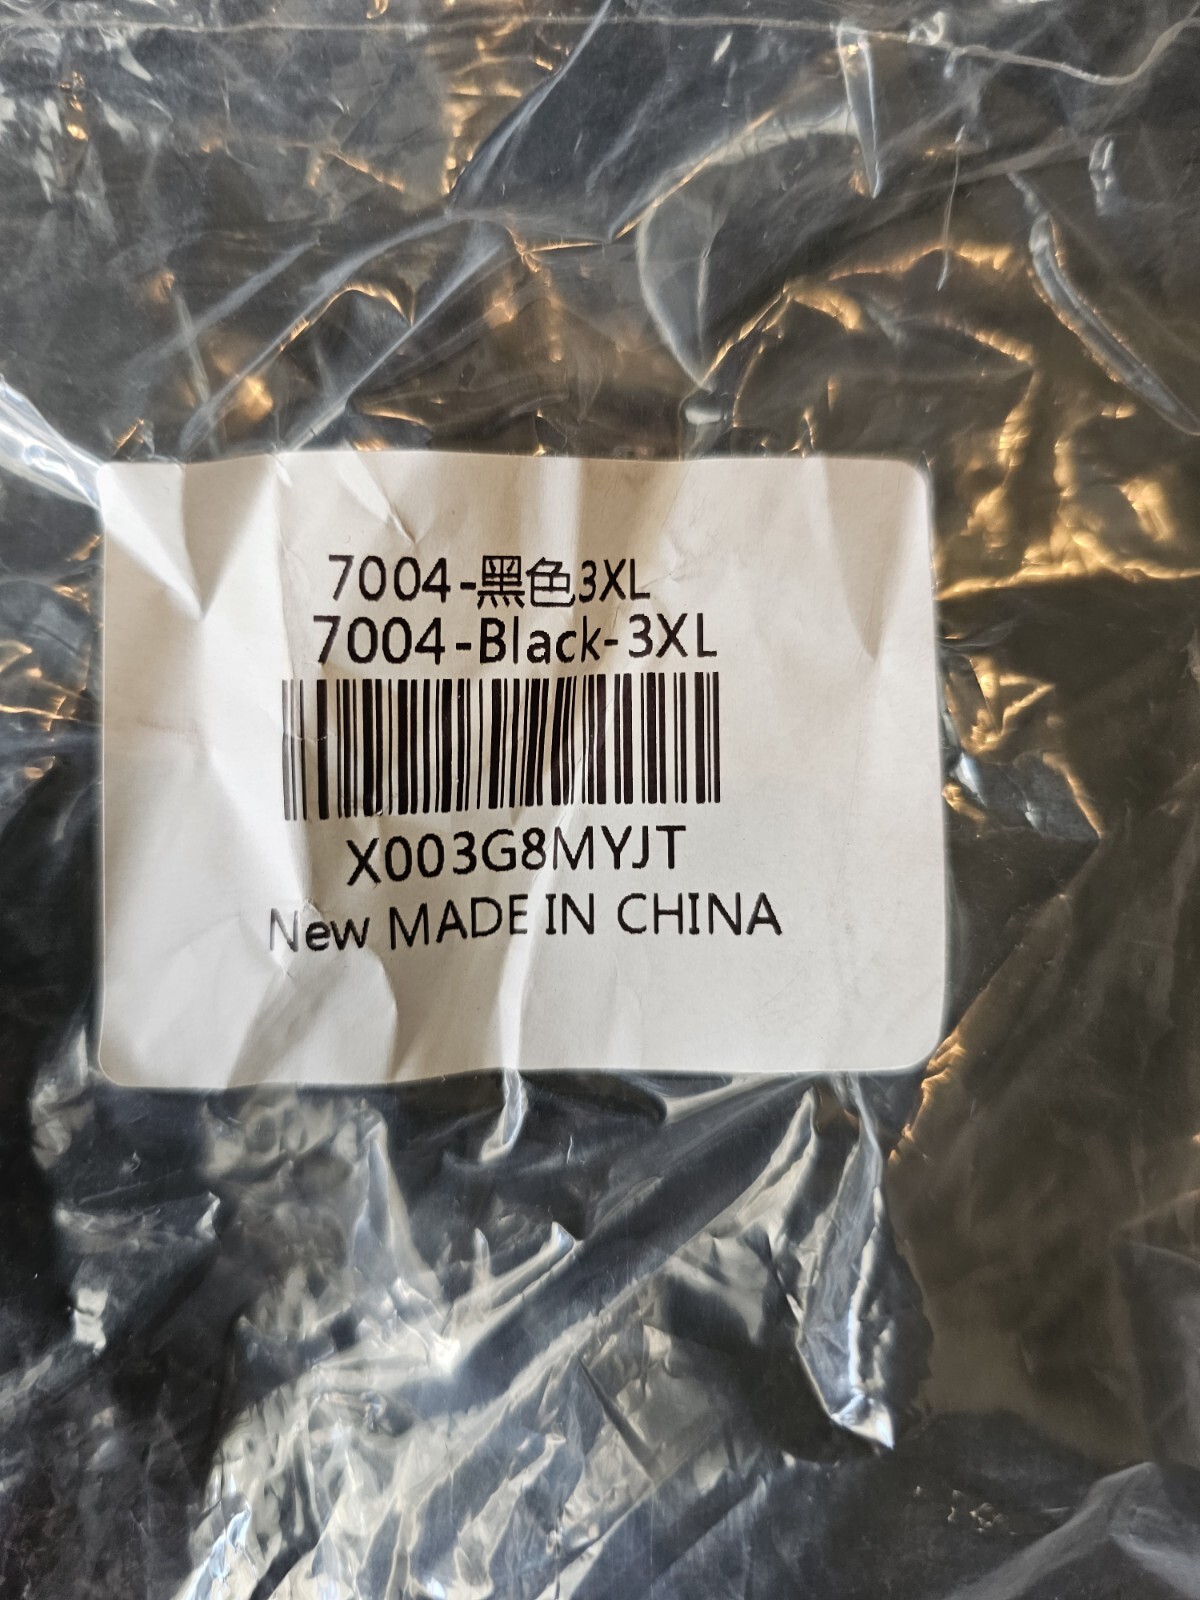 7004-黑色3XL
7004-Black-3XL
X003G8MYJT
New MADE IN CHINA